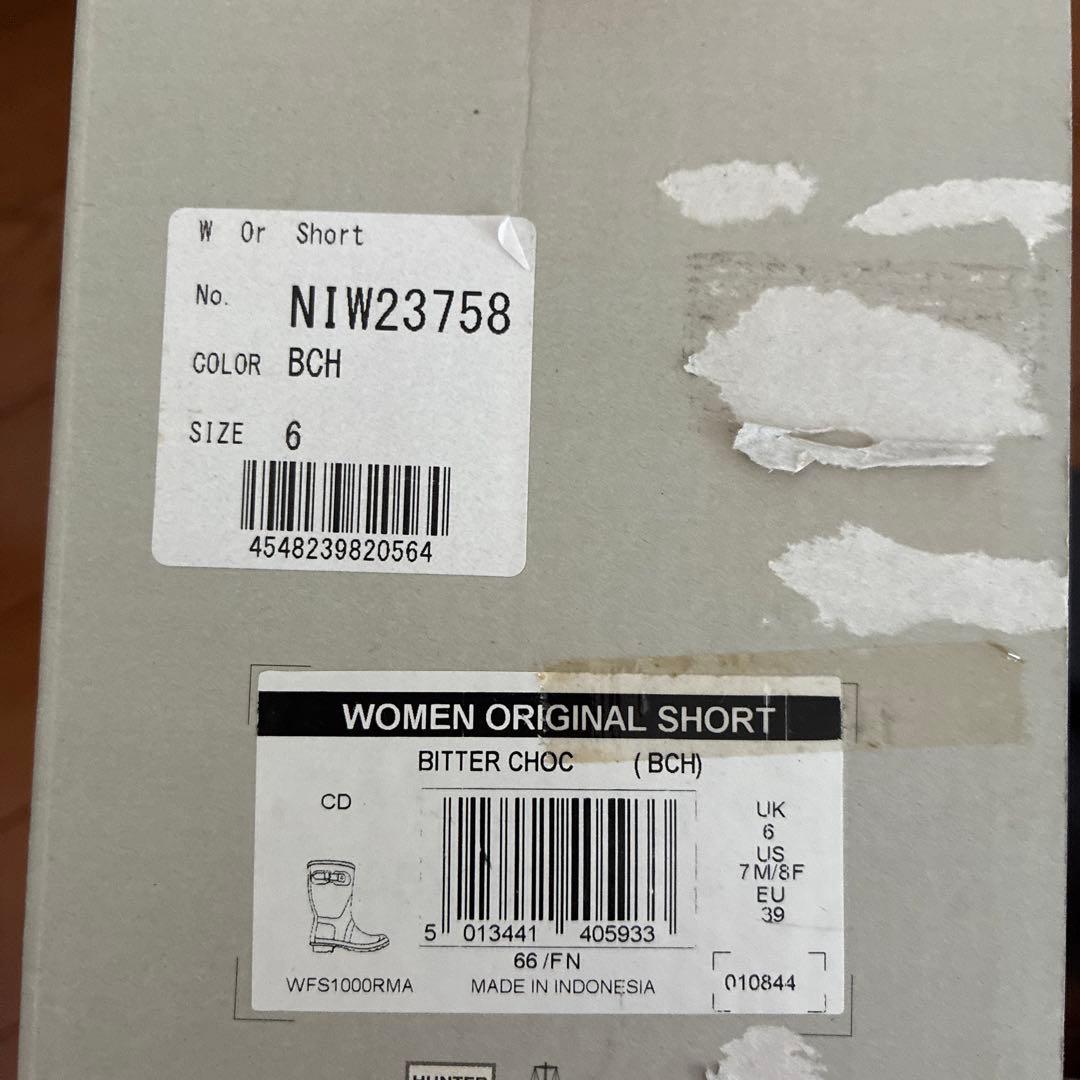 W Or Short
No. NIW23758
COLOR BCH
SIZE 6
4548239820564
WOMEN ORIGINAL SHORT
BITTER CHOC (BCH)
CD
UK
6
US
7M/8F
EU
39
5 013441 405933
66/FN
WFS1000RMA MADE IN INDONESIA 010844
HUNTER